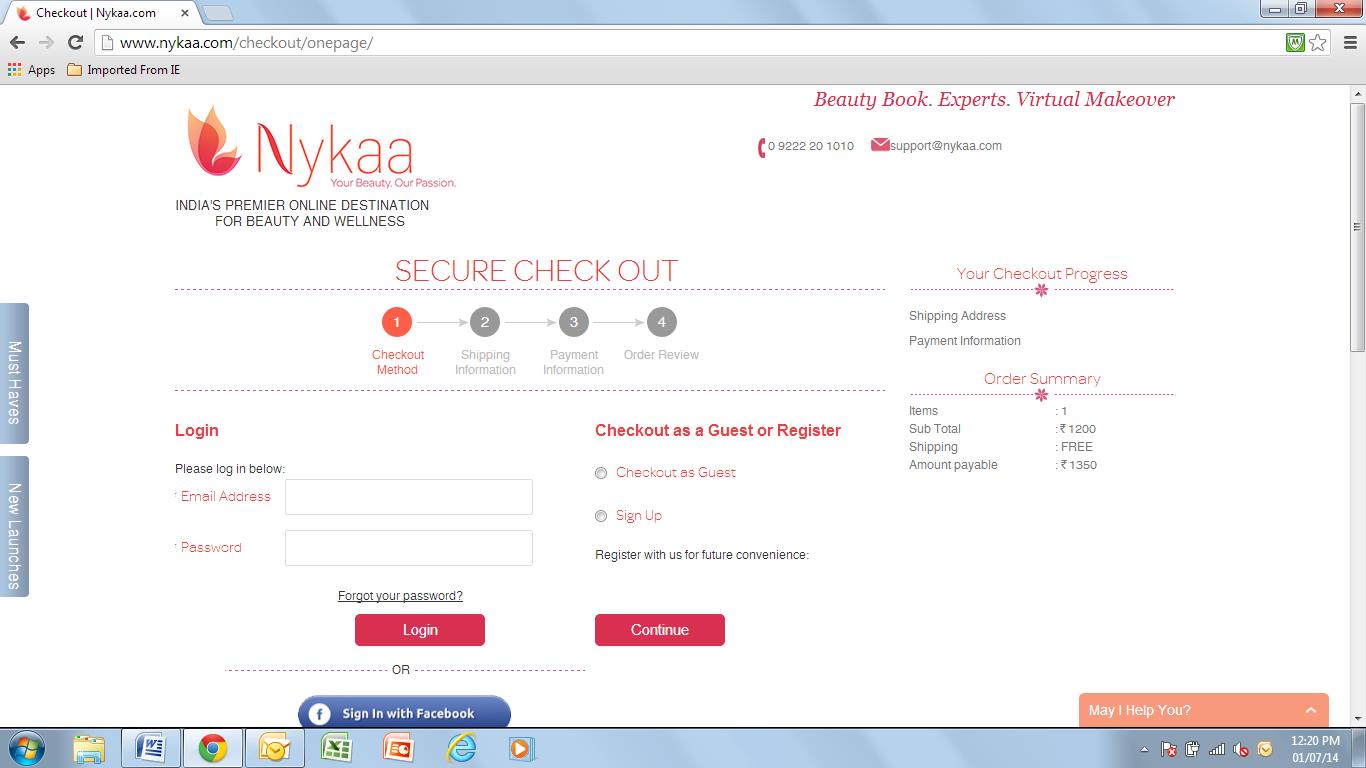 Checkout | Nykaa.com
www.nykaa.com/checkout/onepage/
Apps Imported From IE
Beauty Book. Experts. Virtual Makeover
Nykaa
Your Beauty. Our Passion.
0 9222 20 1010 support@nykaa.com
INDIA'S PREMIER ONLINE DESTINATION
FOR BEAUTY AND WELLNESS
SECURE CHECK OUT
1 2 3 4
Checkout Method
Shipping Information
Payment Information
Order Review
Your Checkout Progress
Shipping Address
Payment Information
Order Summary
Items : 1
Sub Total : ₹ 1200
Shipping : FREE
Amount payable : ₹ 1350
Must Haves
New Launches
Login
Please log in below:
* Email Address
* Password
Forgot your password?
Login
OR
Sign In with Facebook
Checkout as a Guest or Register
Checkout as Guest
Sign Up
Register with us for future convenience:
Continue
May I Help You?
12:20 PM
01/07/14